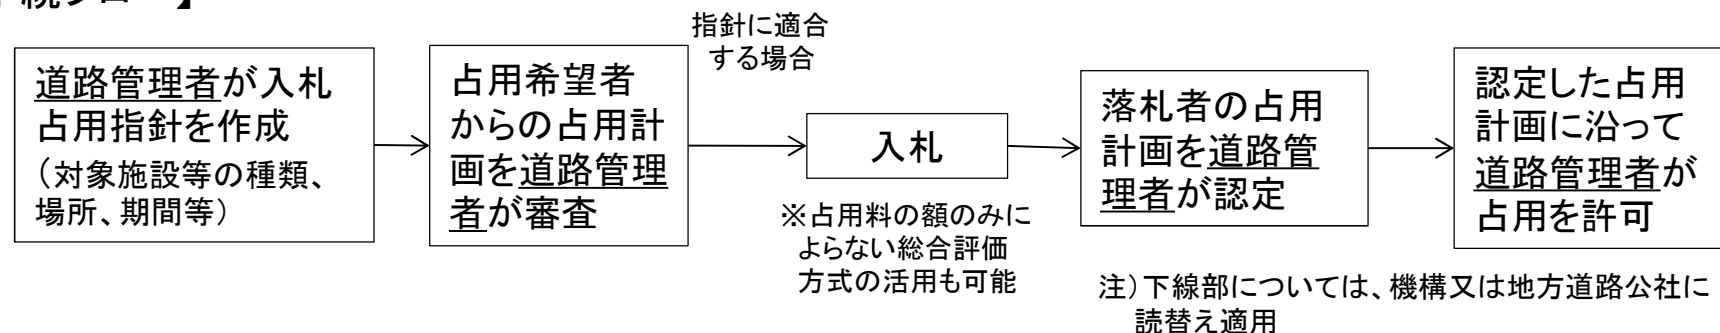 道路管理者が入札
占用指針を作成
（対象施設等の種類、
場所、期間等）
占用希望者
からの占用計
画を道路管理
者が審査
指針に適合
する場合
入札
※占用料の額のみに
よらない総合評価
方式の活用も可能
落札者の占用
計画を道路管
理者が認定
認定した占用
計画に沿って
道路管理者が
占用を許可
注）下線部については、機構又は地方道路公社に
読替え適用